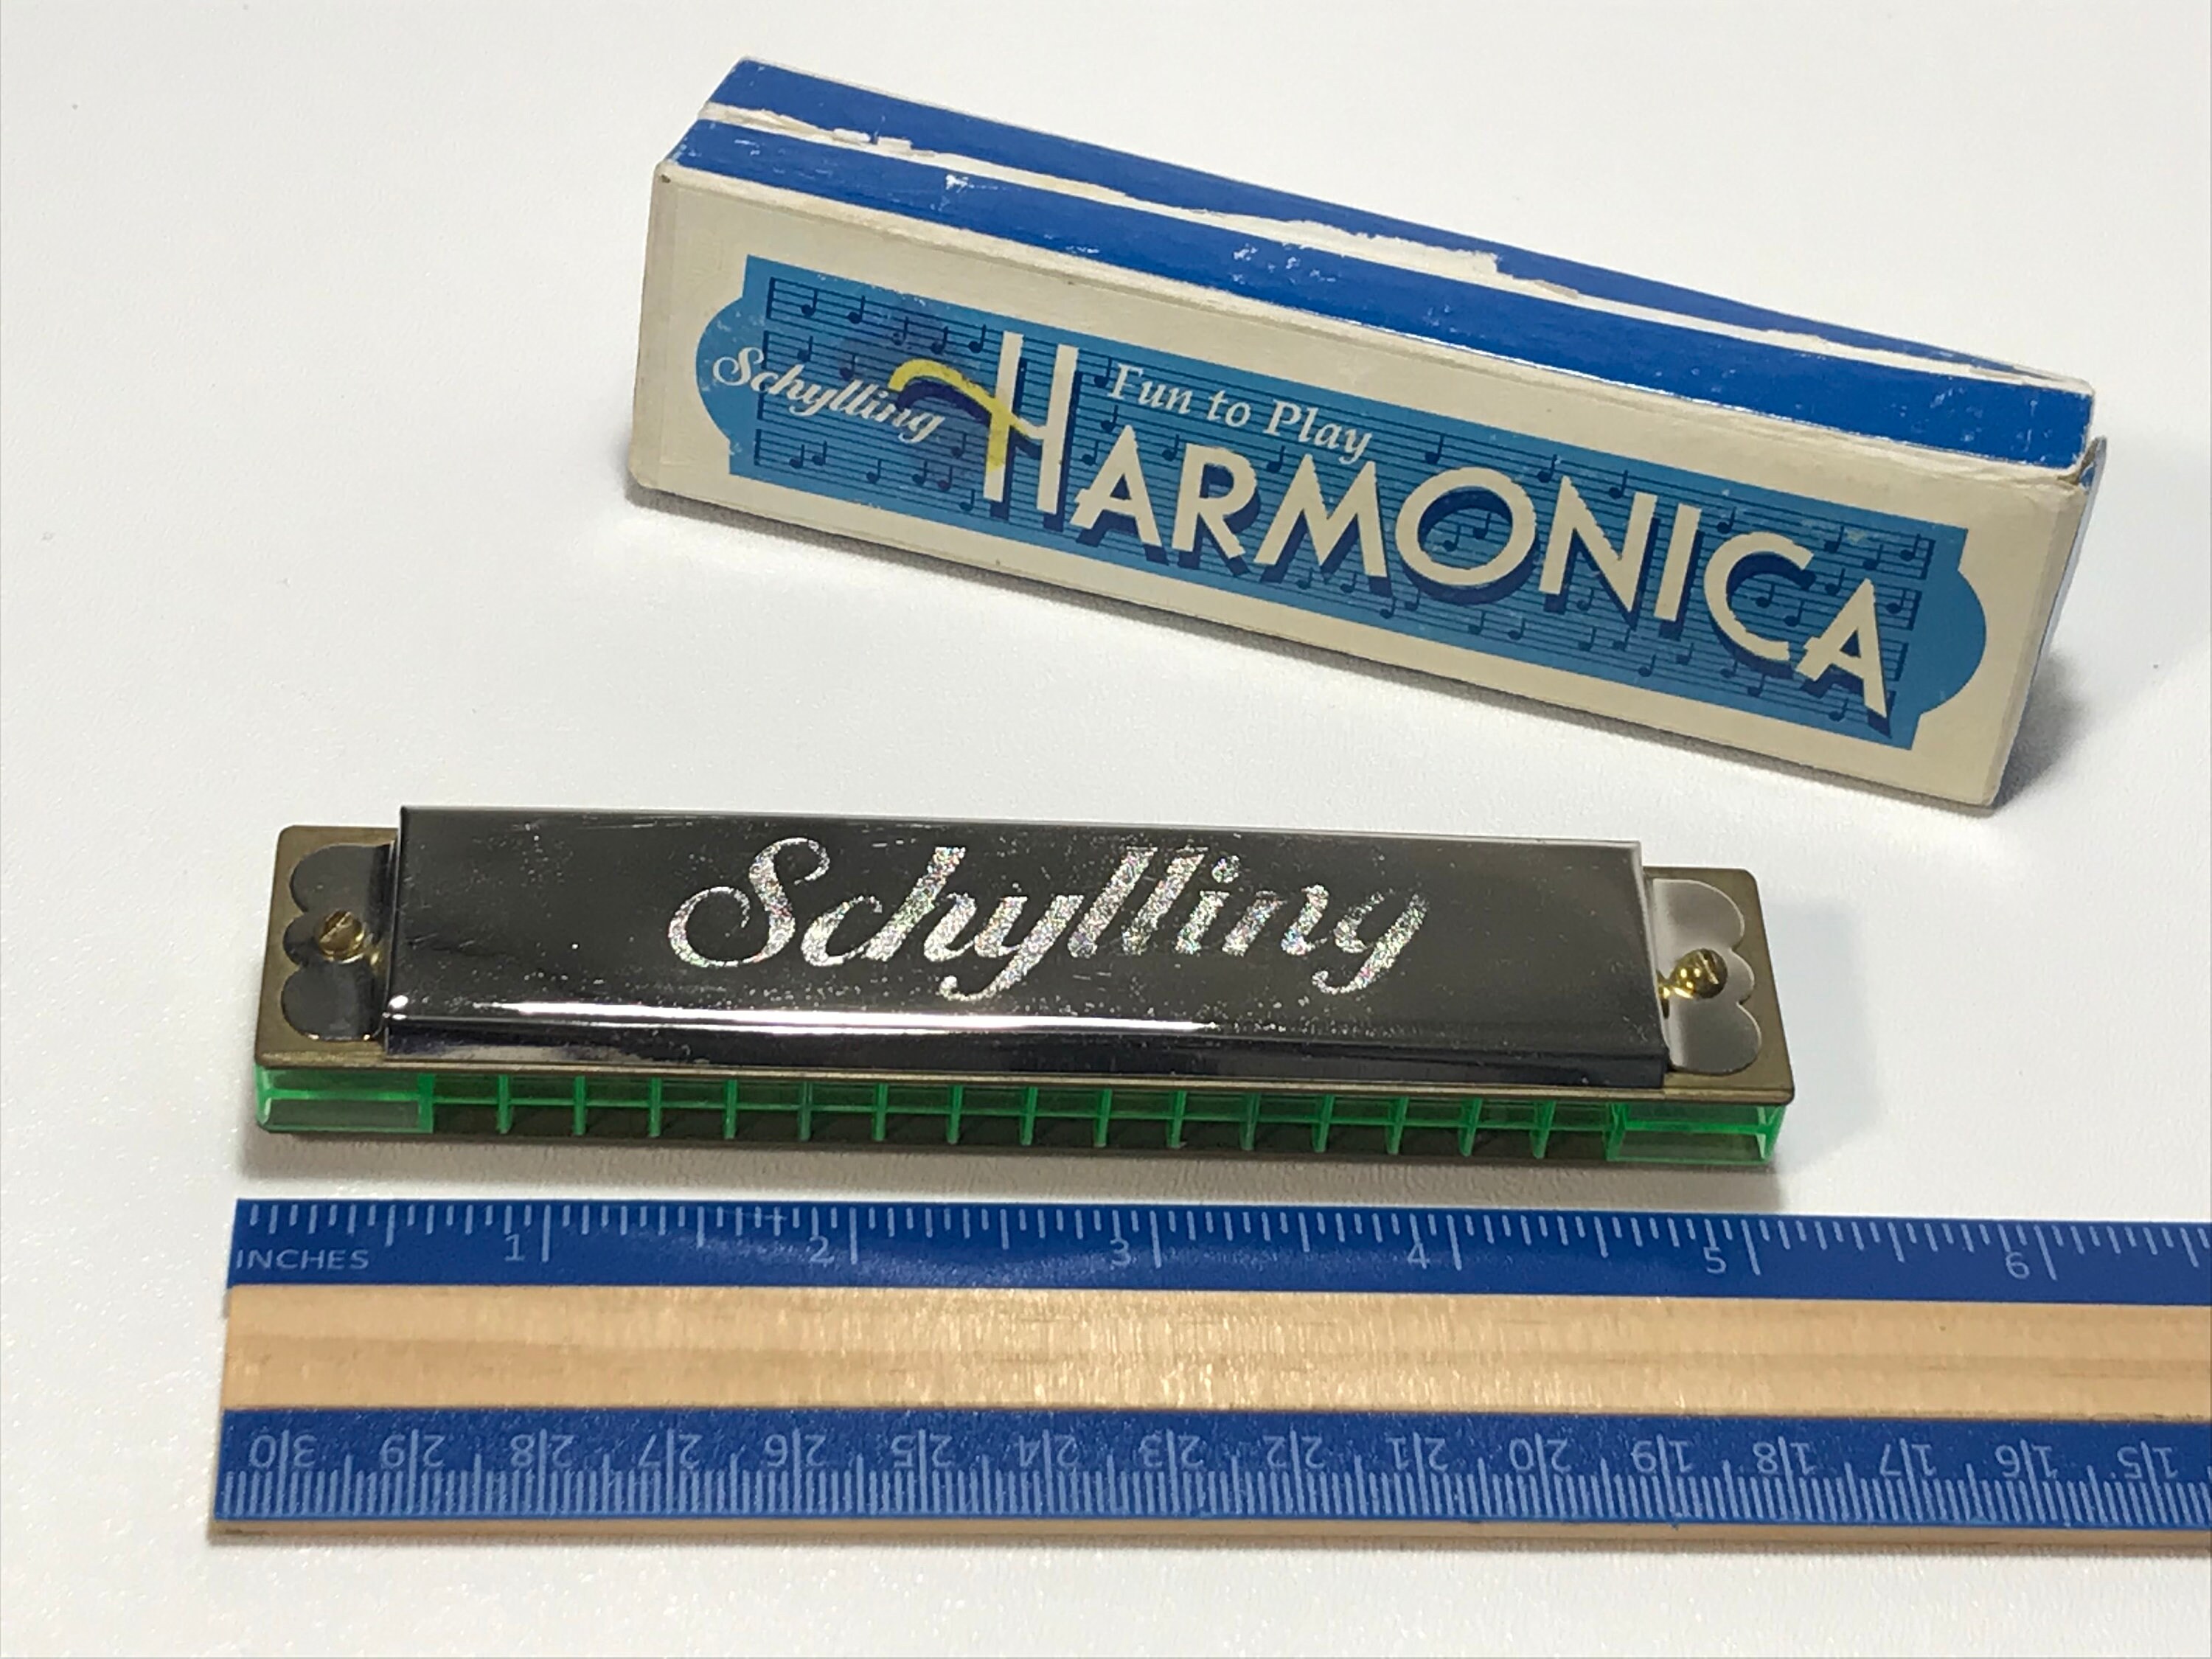 Schylling
Fun to Play
HARMONICA
Schylling
1 2 3 4 5 6
INCHES
30 29 28 27 26 25 24 23 22 21 20 19 18 17 16 15